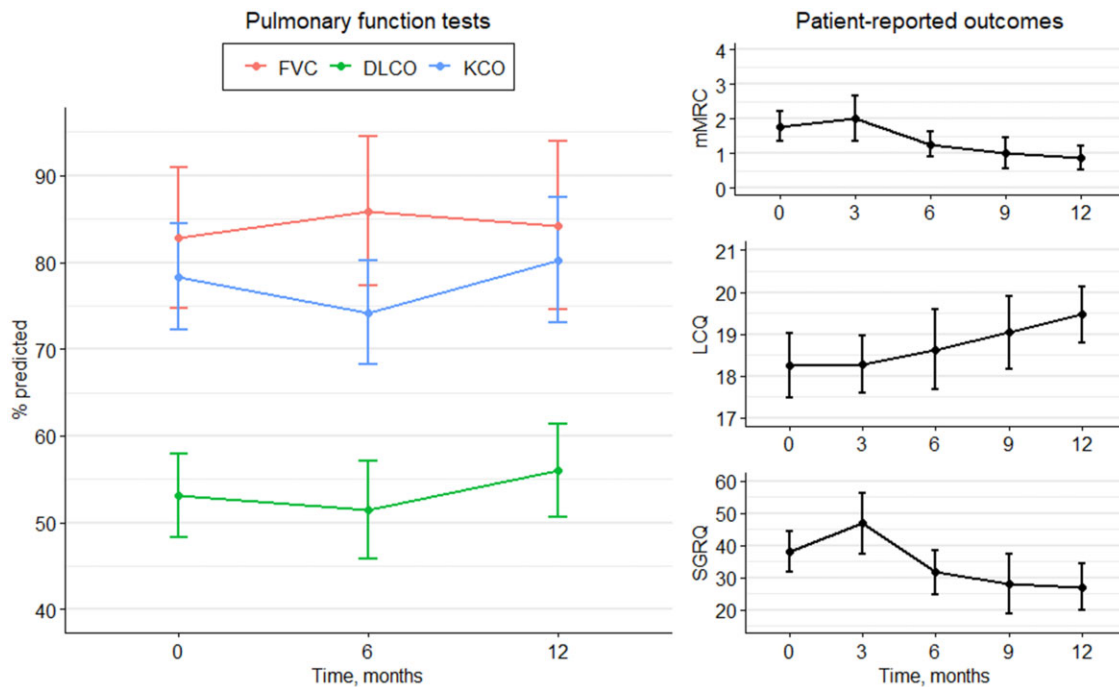 Pulmonary function tests
FVC DLCO KCO
% predicted
90
80
70
60
50
40
0 6 12
Time, months
Patient-reported outcomes
mMRC
4
3
2
1
0
0 3 6 9 12
LCQ
21
20
19
18
17
0 3 6 9 12
SGRQ
60
50
40
30
20
0 3 6 9 12
Time, months